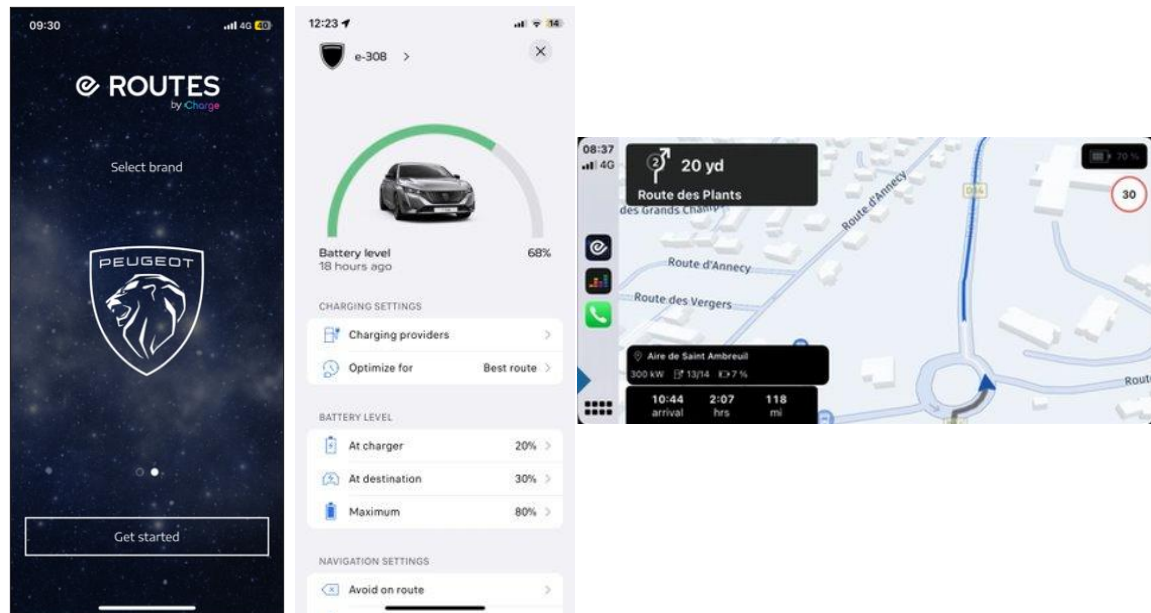 09:30
4G 40
ROUTES
by Charge
Select brand
PEUGEOT
Get started
12:23
14
e-308 >
Battery level 68%
18 hours ago
CHARGING SETTINGS
Charging providers
Optimize for Best route
BATTERY LEVEL
At charger 20%
At destination 30%
Maximum 80%
NAVIGATION SETTINGS
Avoid on route
08:37
4G
2 20 yd
Route des Plants
70 %
30
des Grands
Route d'Annecy
Route d'Annecy
Route des Vergers
Aire de Saint Ambreuil
300 kW 13/14 7 %
10:44 2:07 118
arrival hrs mi
Rout